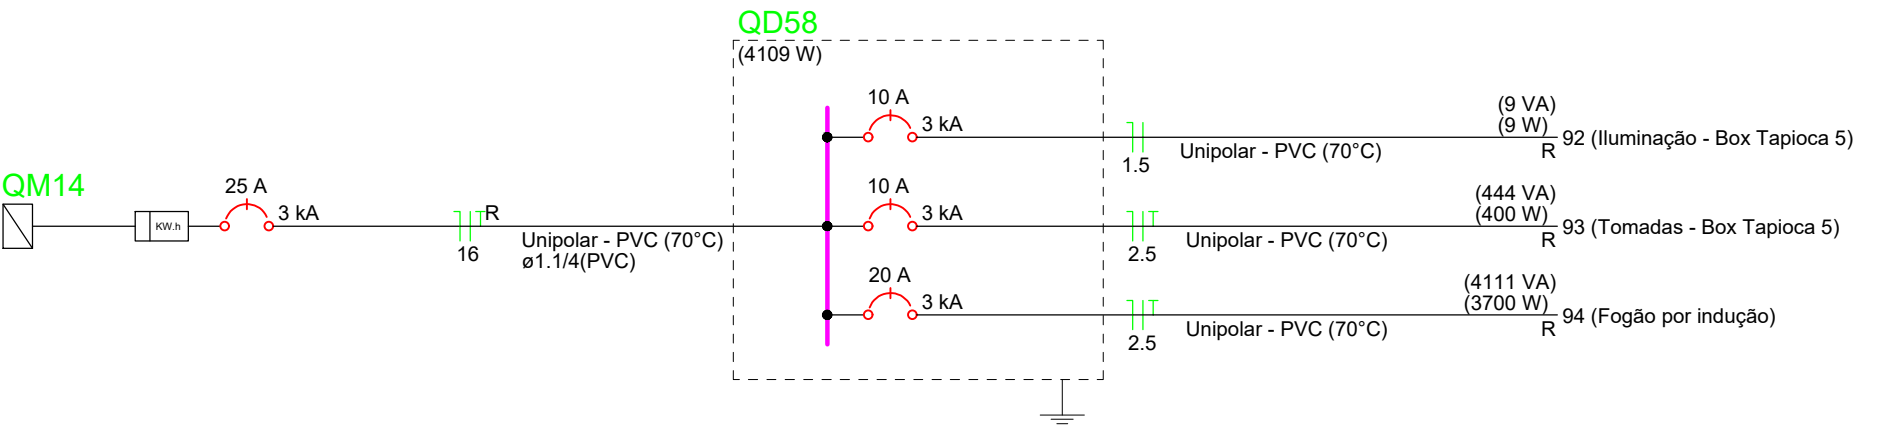 QD58
(4109 W)
10 A
3 kA
1.5
Unipolar - PVC (70°C)
(9 VA)
(9 W)
R
92 (Iluminação - Box Tapioca 5)
QM14
KW.h
25 A
3 kA
R
16
Unipolar - PVC (70°C)
ø1.1/4(PVC)
10 A
3 kA
2.5
Unipolar - PVC (70°C)
(444 VA)
(400 W)
R
93 (Tomadas - Box Tapioca 5)
20 A
3 kA
2.5
Unipolar - PVC (70°C)
(4111 VA)
(3700 W)
R
94 (Fogão por indução)